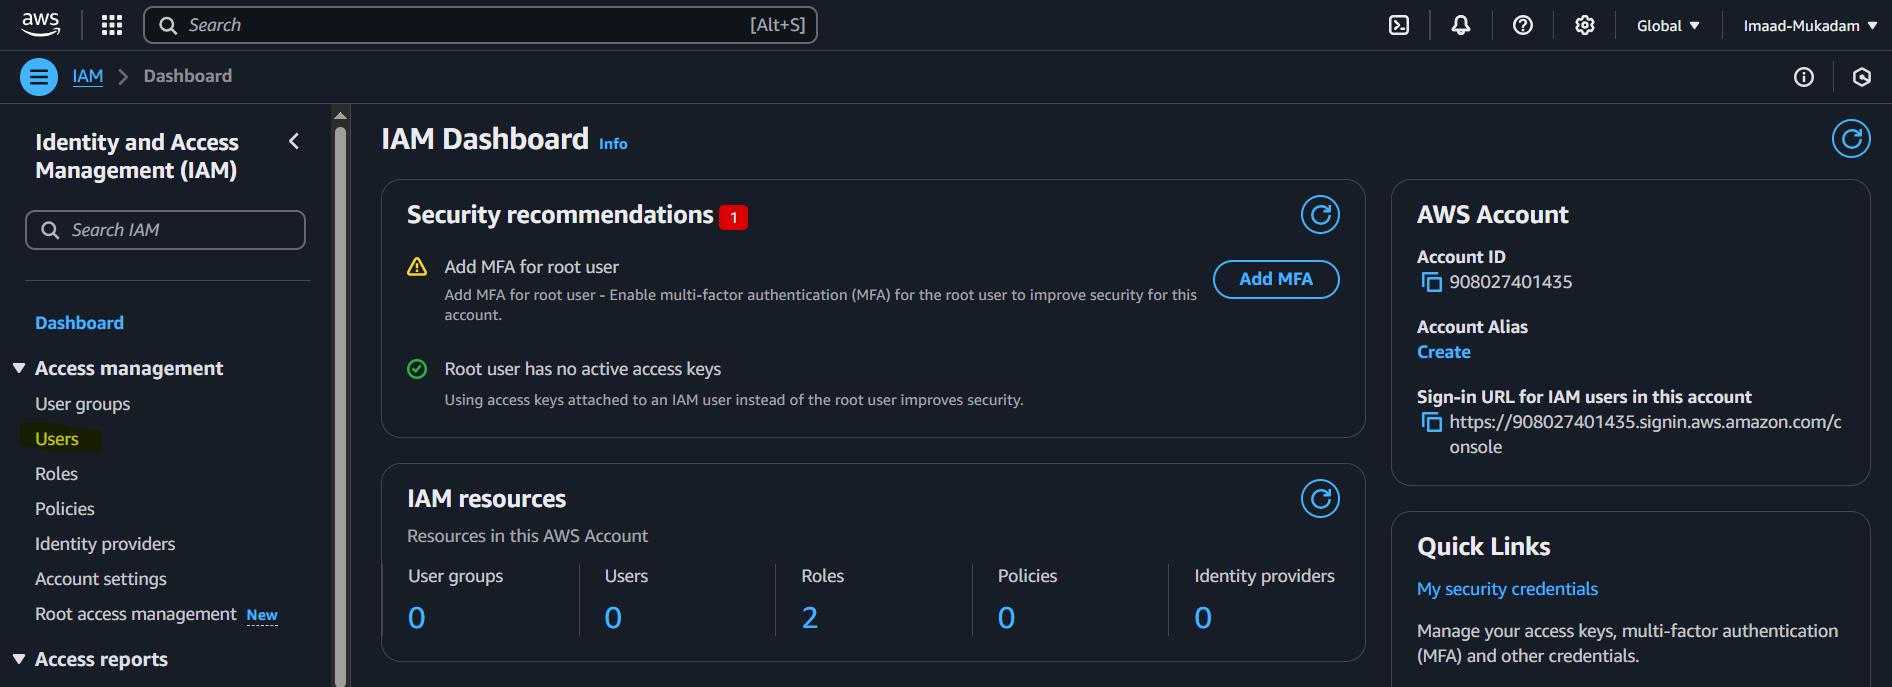 aws
Search
[Alt+S]
Global
Imaad-Mukadam
IAM
Dashboard
Identity and Access
Management (IAM)
Search IAM
Dashboard
Access management
User groups
Users
Roles
Policies
Identity providers
Account settings
Root access management New
Access reports
IAM Dashboard Info
Security recommendations 1
Add MFA for root user
Add MFA for root user - Enable multi-factor authentication (MFA) for the root user to improve security for this
account.
Add MFA
Root user has no active access keys
Using access keys attached to an IAM user instead of the root user improves security.
IAM resources
Resources in this AWS Account
User groups
0
Users
0
Roles
2
Policies
0
Identity providers
0
AWS Account
Account ID
908027401435
Account Alias
Create
Sign-in URL for IAM users in this account
https://908027401435.signin.aws.amazon.com/c
onsole
Quick Links
My security credentials
Manage your access keys, multi-factor authentication
(MFA) and other credentials.